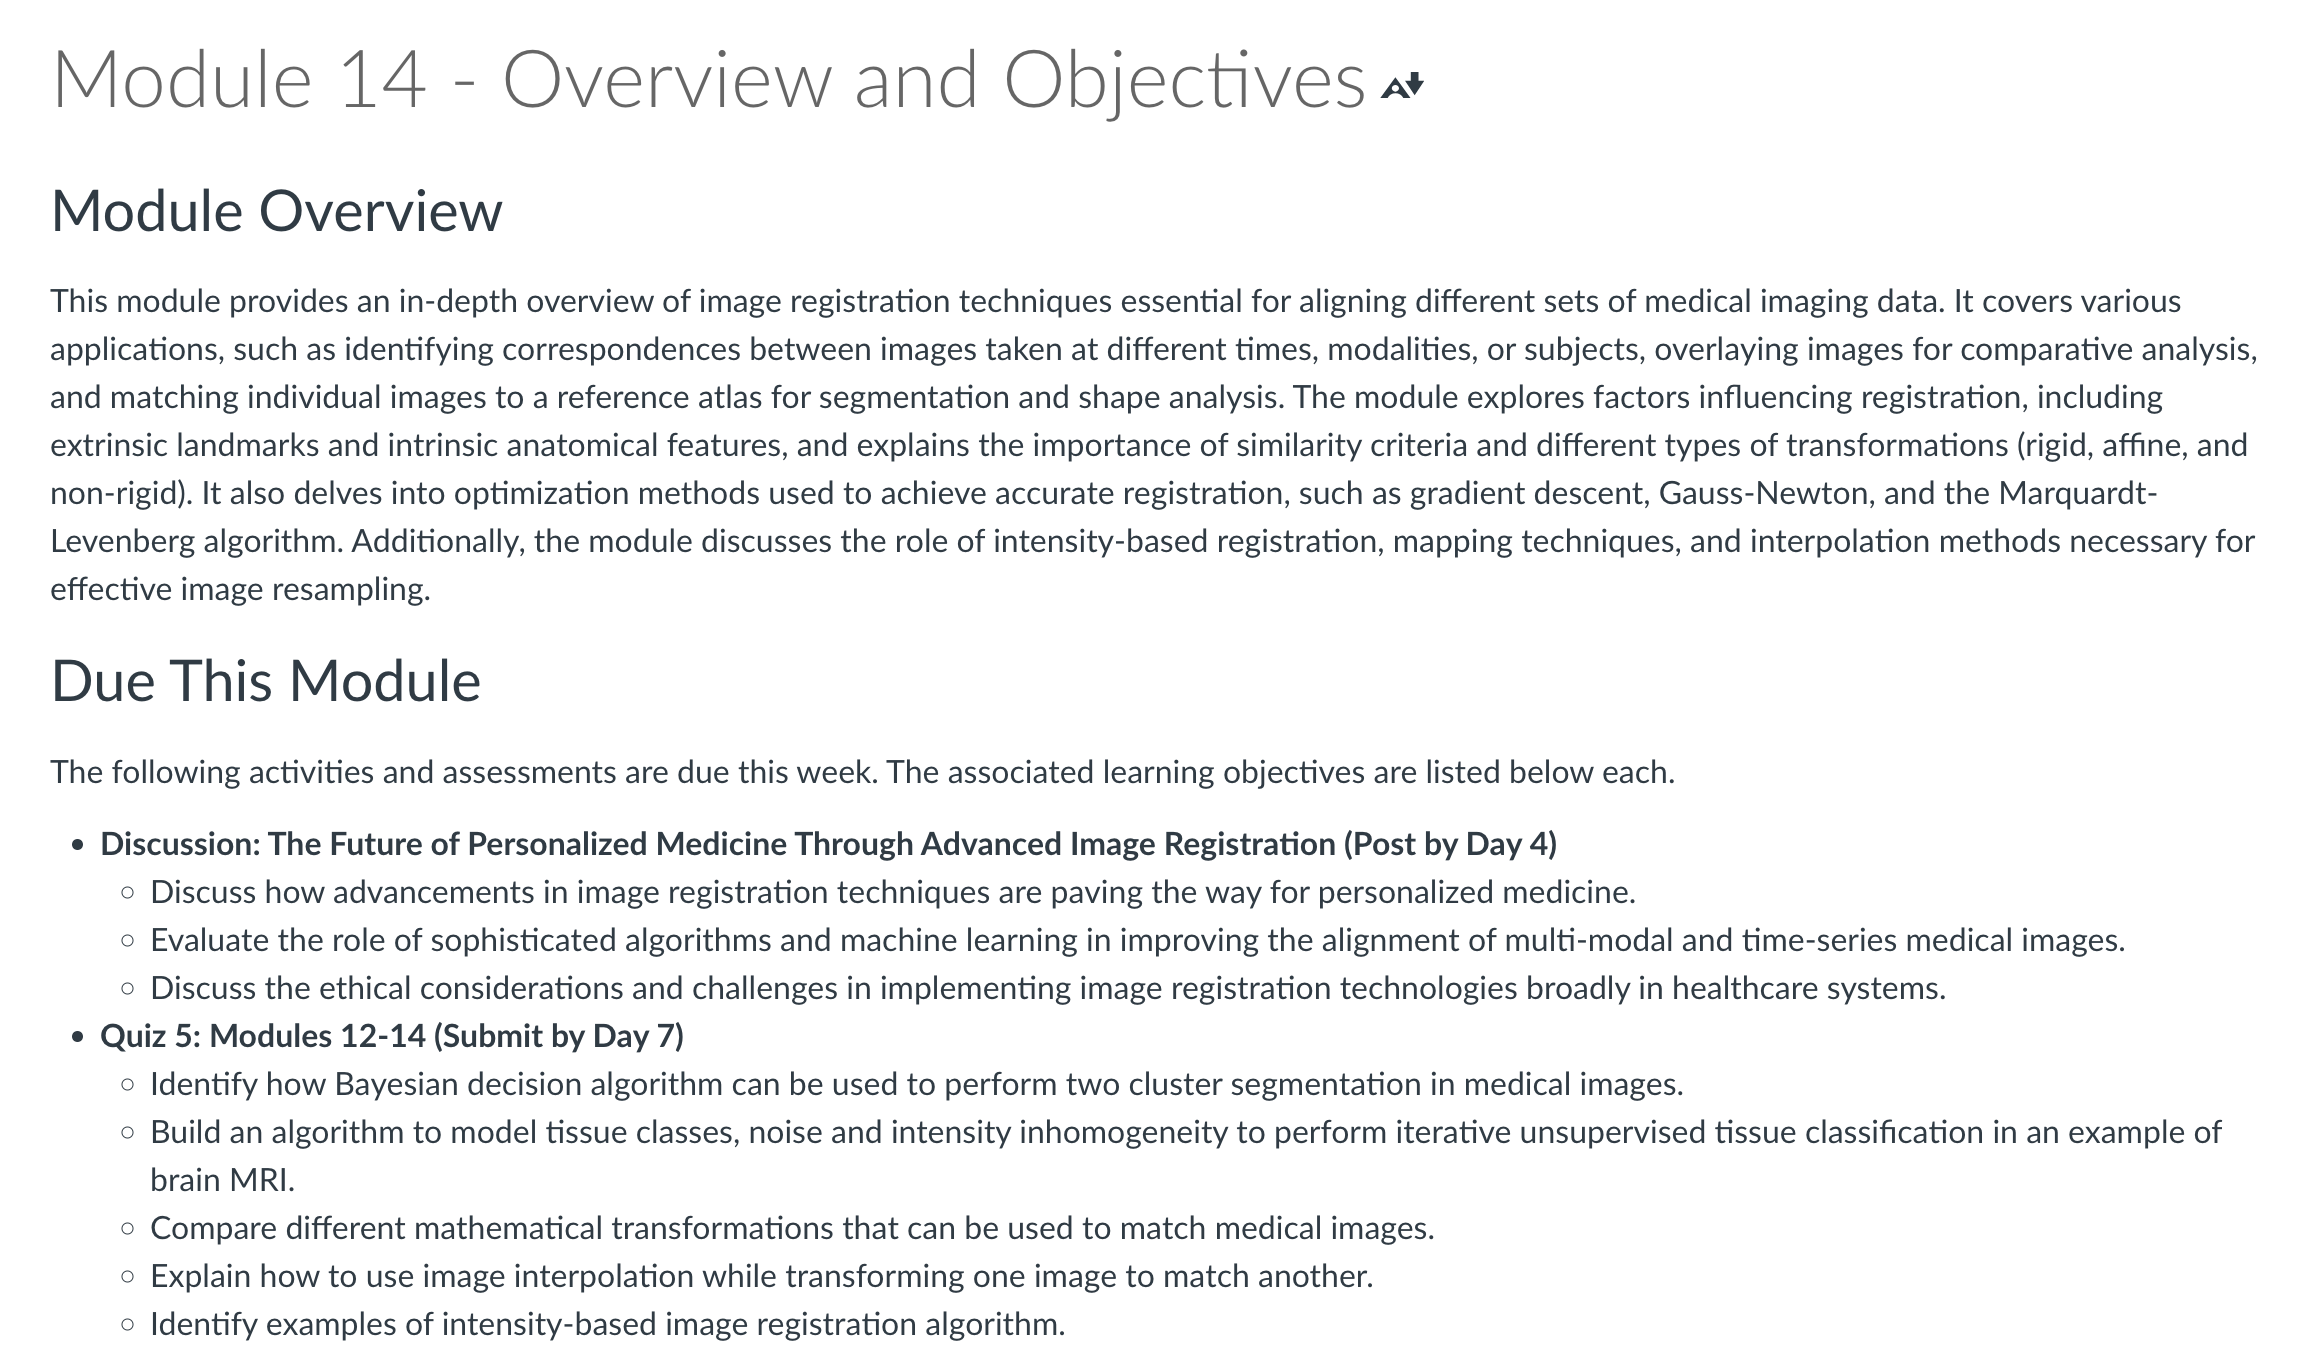 Module 14 - Overview and Objectives
Module Overview
This module provides an in-depth overview of image registration techniques essential for aligning different sets of medical imaging data. It covers various
applications, such as identifying correspondences between images taken at different times, modalities, or subjects, overlaying images for comparative analysis,
and matching individual images to a reference atlas for segmentation and shape analysis. The module explores factors influencing registration, including
extrinsic landmarks and intrinsic anatomical features, and explains the importance of similarity criteria and different types of transformations (rigid, affine, and
non-rigid). It also delves into optimization methods used to achieve accurate registration, such as gradient descent, Gauss-Newton, and the Marquardt-
Levenberg algorithm. Additionally, the module discusses the role of intensity-based registration, mapping techniques, and interpolation methods necessary for
effective image resampling.
Due This Module
The following activities and assessments are due this week. The associated learning objectives are listed below each.
• Discussion: The Future of Personalized Medicine Through Advanced Image Registration (Post by Day 4)
◦ Discuss how advancements in image registration techniques are paving the way for personalized medicine.
◦ Evaluate the role of sophisticated algorithms and machine learning in improving the alignment of multi-modal and time-series medical images.
◦ Discuss the ethical considerations and challenges in implementing image registration technologies broadly in healthcare systems.
• Quiz 5: Modules 12-14 (Submit by Day 7)
◦ Identify how Bayesian decision algorithm can be used to perform two cluster segmentation in medical images.
◦ Build an algorithm to model tissue classes, noise and intensity inhomogeneity to perform iterative unsupervised tissue classification in an example of
brain MRI.
◦ Compare different mathematical transformations that can be used to match medical images.
◦ Explain how to use image interpolation while transforming one image to match another.
◦ Identify examples of intensity-based image registration algorithm.